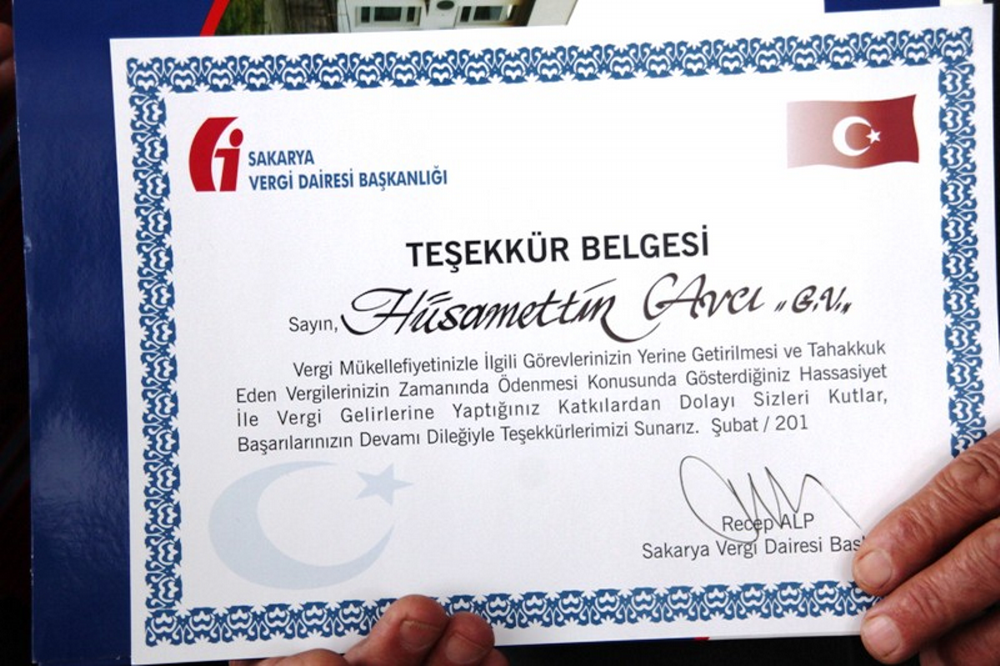 SAKARYA
VERGİ DAİRESİ BAŞKANLIĞI
TEŞEKKÜR BELGESİ
Sayın, Hüsamettin Avcı "G.V."
Vergi Mükellefiyetinizle İlgili Görevlerinizin Yerine Getirilmesi ve Tahakkuk
Eden Vergilerinizin Zamanında Ödenmesi Konusunda Gösterdiğiniz Hassasiyet
İle Vergi Gelirlerine Yaptığınız Katkılardan Dolayı Sizleri Kutlar,
Başarılarınızın Devamı Dileğiyle Teşekkürlerimizi Sunarız. Şubat / 201
Recep ALP
Sakarya Vergi Dairesi